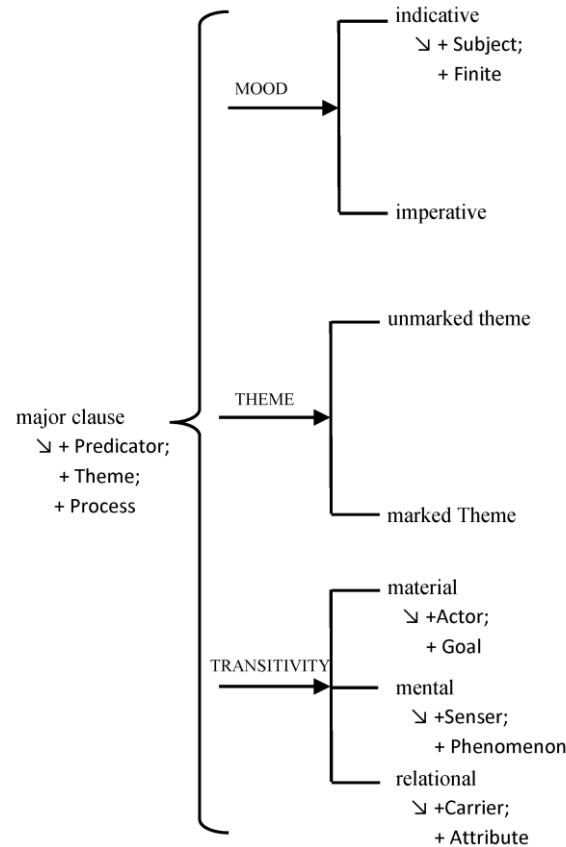 indicative
↘ + Subject;
+ Finite
MOOD
imperative
unmarked theme
THEME
major clause
↘ + Predicator;
+ Theme;
+ Process
marked Theme
material
↘ +Actor;
+ Goal
TRANSITIVITY
mental
↘ +Senser;
+ Phenomenon
relational
↘ +Carrier;
+ Attribute